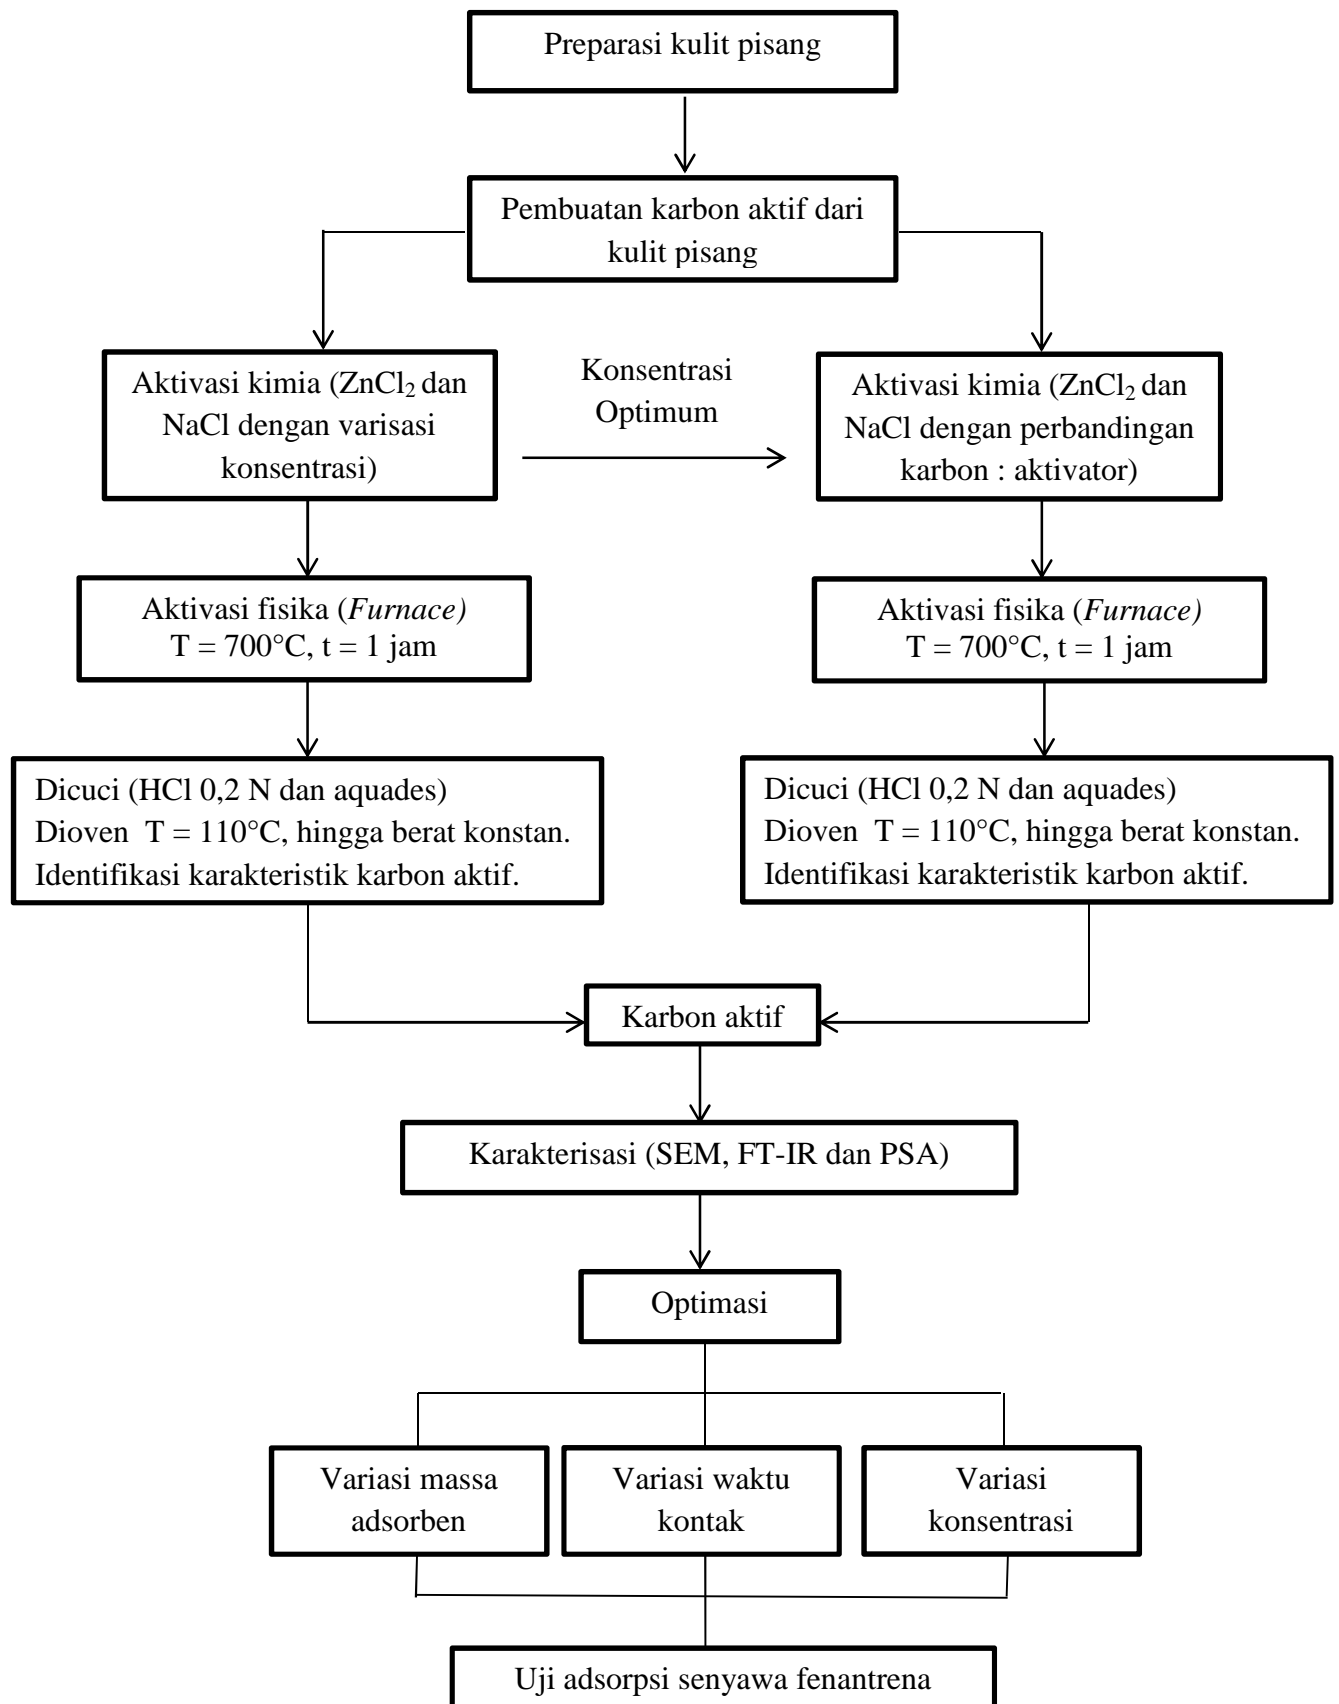 Preparasi kulit pisang
Pembuatan karbon aktif dari
kulit pisang
Aktivasi kimia (ZnCl₂ dan
NaCl dengan varisasi
konsentrasi)
Konsentrasi
Optimum
Aktivasi kimia (ZnCl₂ dan
NaCl dengan perbandingan
karbon : aktivator)
Aktivasi fisika (Furnace)
T = 700°C, t = 1 jam
Aktivasi fisika (Furnace)
T = 700°C, t = 1 jam
Dicuci (HCl 0,2 N dan aquades)
Dioven  T = 110°C, hingga berat konstan.
Identifikasi karakteristik karbon aktif.
Dicuci (HCl 0,2 N dan aquades)
Dioven  T = 110°C, hingga berat konstan.
Identifikasi karakteristik karbon aktif.
Karbon aktif
Karakterisasi (SEM, FT-IR dan PSA)
Optimasi
Variasi massa
adsorben
Variasi waktu
kontak
Variasi
konsentrasi
Uji adsorpsi senyawa fenantrena